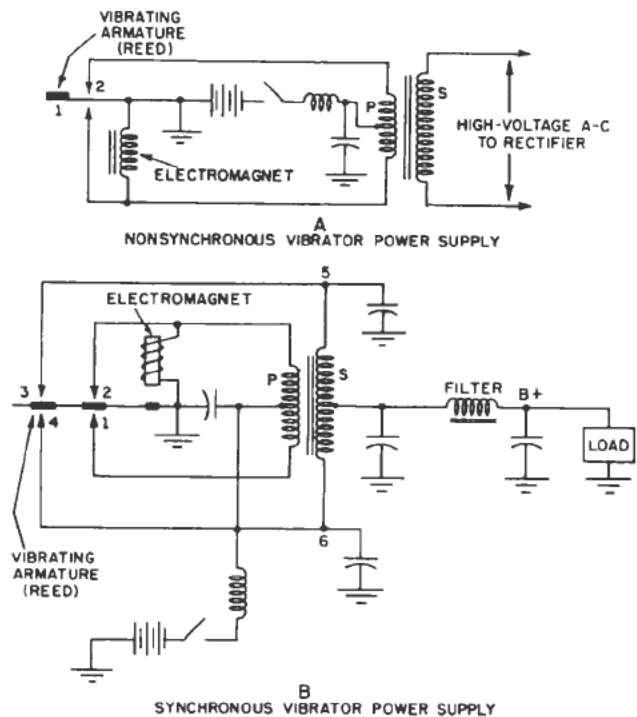 VIBRATING
ARMATURE
(REED)
2
1
P
S
HIGH-VOLTAGE A-C
TO RECTIFIER
ELECTROMAGNET
A
NONSYNCHRONOUS VIBRATOR POWER SUPPLY
5
ELECTROMAGNET
P
S
FILTER
B+
3
2
4
1
LOAD
VIBRATING
ARMATURE
(REED)
6
B
SYNCHRONOUS VIBRATOR POWER SUPPLY